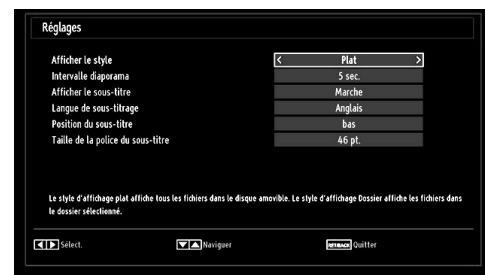 Réglages
Afficher le style < Plat >
Intervalle diaporama 5 sec.
Afficher le sous-titre Marche
Langue de sous-titrage Anglais
Position du sous-titre bas
Taille de la police du sous-titre 46 pt.
Le style d'affichage plat affiche tous les fichiers dans le disque amovible. Le style d'affichage Dossier affiche les fichiers dans
le dossier sélectionné.
Sélect. Naviguer RET/BACK Quitter